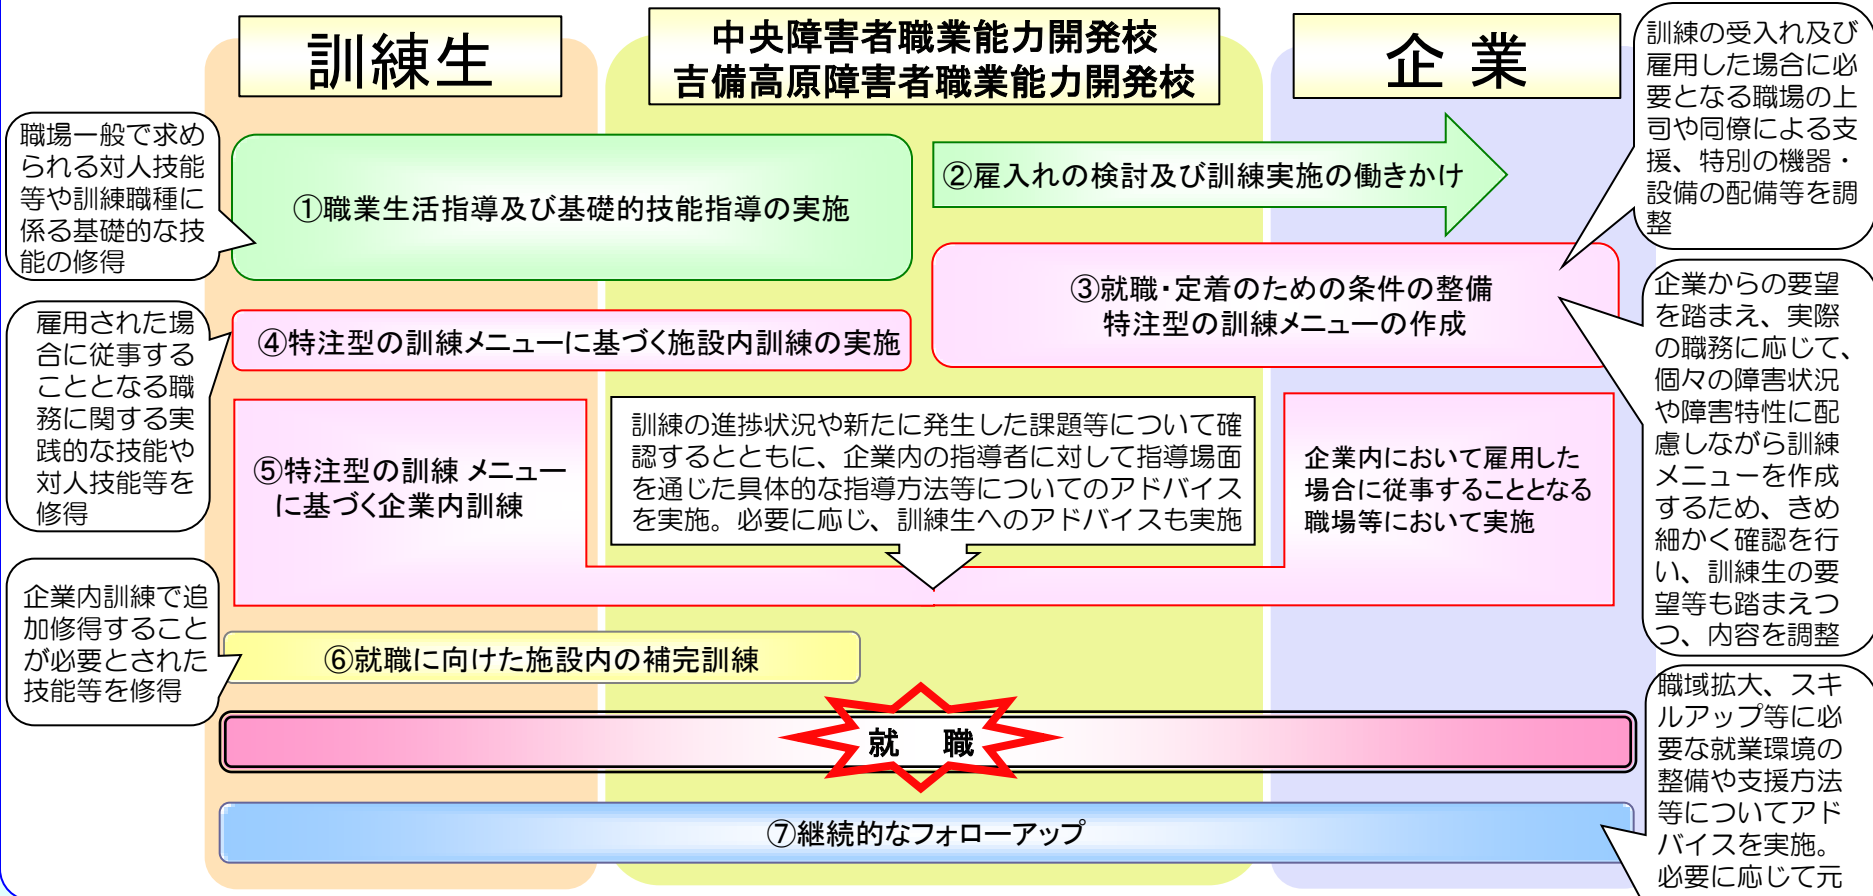 訓練生
中央障害者職業能力開発校
吉備高原障害者職業能力開発校
企 業
訓練の受入れ及び
雇用した場合に必
要となる職場の上
司や同僚による支
援、特別の機器・
設備の配備等を調
整
職場一般で求め
られる対人技能
等や訓練職種に
係る基礎的な技
能の修得
①職業生活指導及び基礎的技能指導の実施
②雇入れの検討及び訓練実施の働きかけ
③就職・定着のための条件の整備
特注型の訓練メニューの作成
企業からの要望
を踏まえ、実際
の職務に応じて、
個々の障害状況
や障害特性に配
慮しながら訓練
メニューを作成
するため、きめ
細かく確認を行
い、訓練生の要
望等も踏まえつ
つ、内容を調整
雇用された場
合に従事する
こととなる職
務に関する実
践的な技能や
対人技能等を
修得
④特注型の訓練メニューに基づく施設内訓練の実施
⑤特注型の訓練 メニュー
に基づく企業内訓練
訓練の進捗状況や新たに発生した課題等について確
認するとともに、企業内の指導者に対して指導場面
を通じた具体的な指導方法等についてのアドバイス
を実施。必要に応じ、訓練生へのアドバイスも実施
企業内において雇用した
場合に従事することとなる
職場等において実施
企業内訓練で追
加修得すること
が必要とされた
技能等を修得
⑥就職に向けた施設内の補完訓練
就 職
⑦継続的なフォローアップ
職域拡大、スキ
ルアップ等に必
要な就業環境の
整備や支援方法
等についてアド
バイスを実施。
必要に応じて元